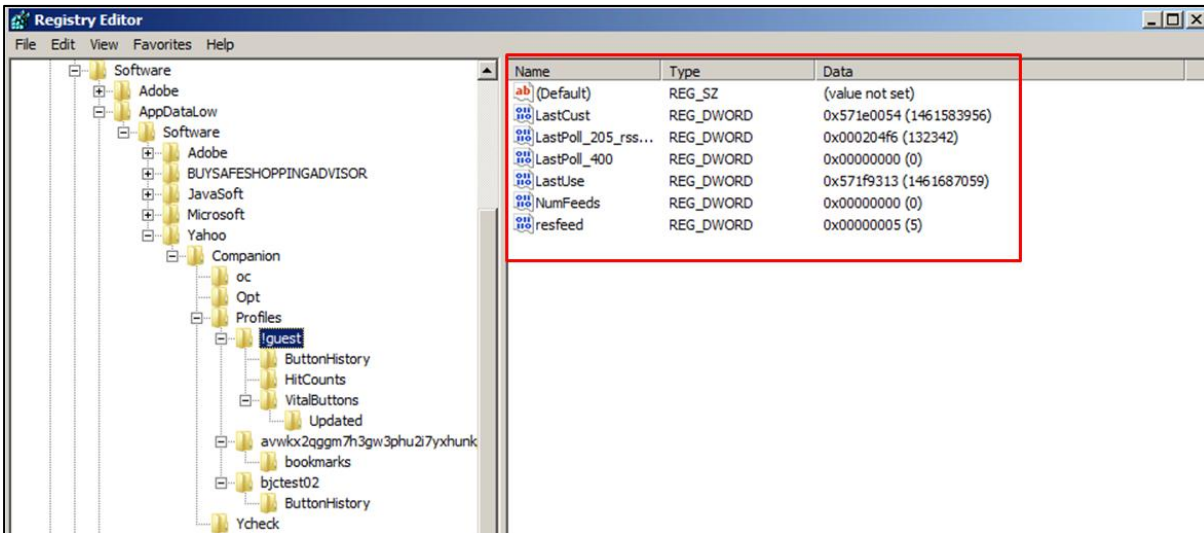 Registry Editor
File Edit View Favorites Help
Software
Adobe
AppDataLow
Software
Adobe
BUYSAFESHOPPINGADVISOR
JavaSoft
Microsoft
Yahoo
Companion
oc
Opt
Profiles
!guest
ButtonHistory
HitCounts
VitalButtons
Updated
avwkx2qggm7h3gw3phu2i7yxhunk
bookmarks
bjctest02
ButtonHistory
Ycheck
Name Type Data
(Default) REG_SZ (value not set)
LastCust REG_DWORD 0x571e0054 (1461583956)
LastPoll_205_rss... REG_DWORD 0x000204f6 (132342)
LastPoll_400 REG_DWORD 0x00000000 (0)
LastUse REG_DWORD 0x571f9313 (1461687059)
NumFeeds REG_DWORD 0x00000000 (0)
resfeed REG_DWORD 0x00000005 (5)